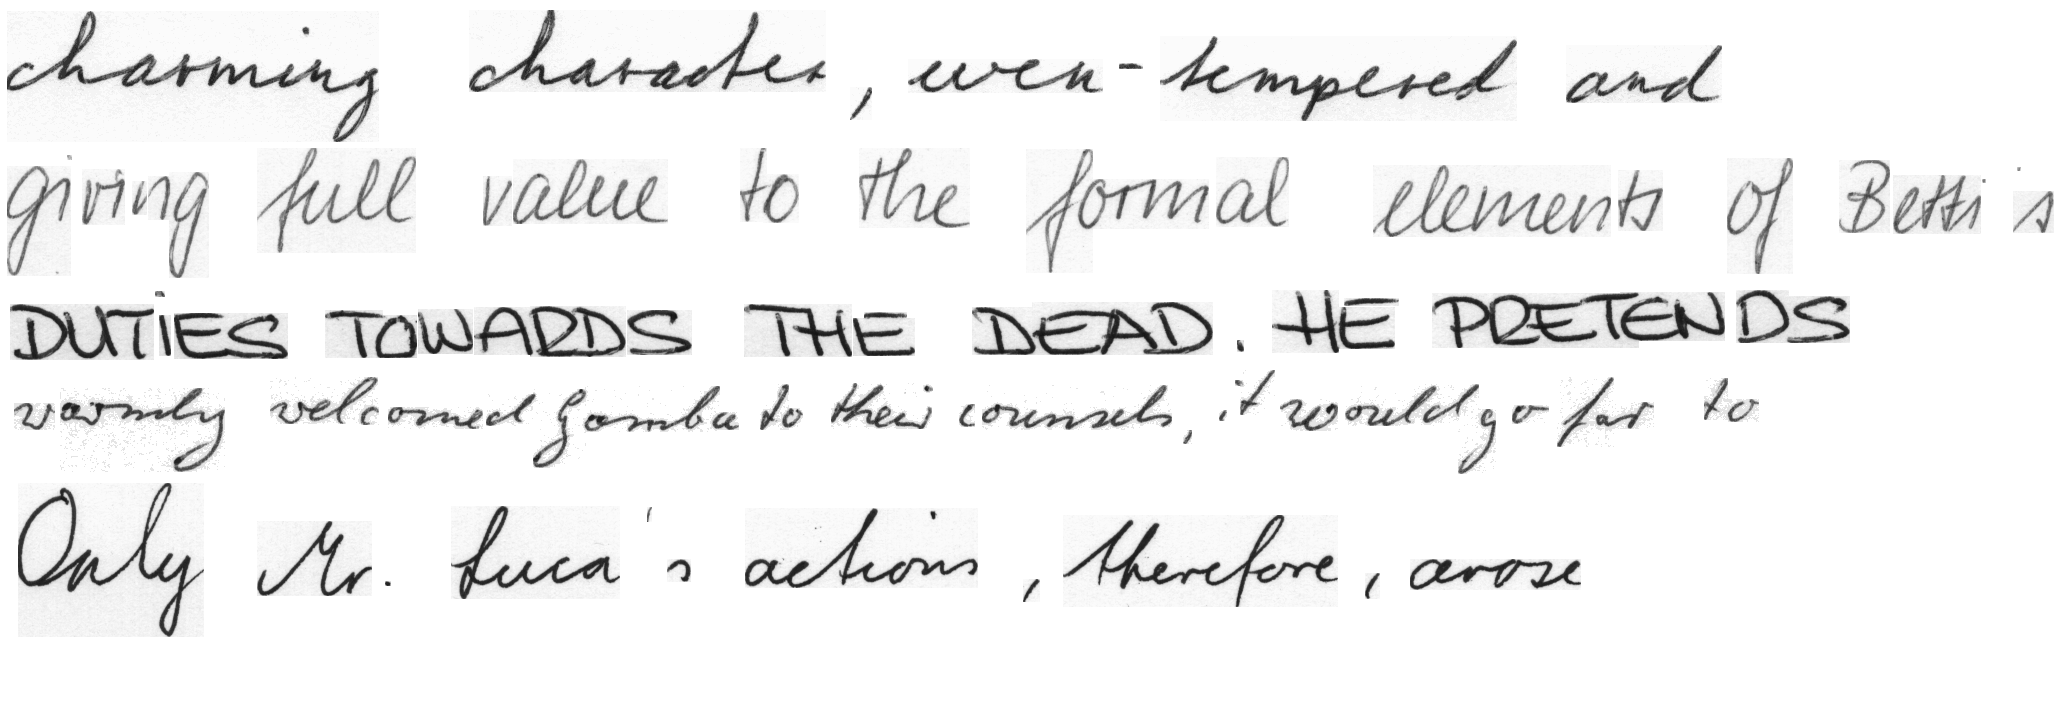 charming character, even-tempered and
giving full value to the formal elements of Betti's
DUTiES TOWARDS THE DEAD. HE PRETENDS
warmly welcomed Gamba to their counsels, it would go far to
Only Mr. Luca's actions, therefore, arose